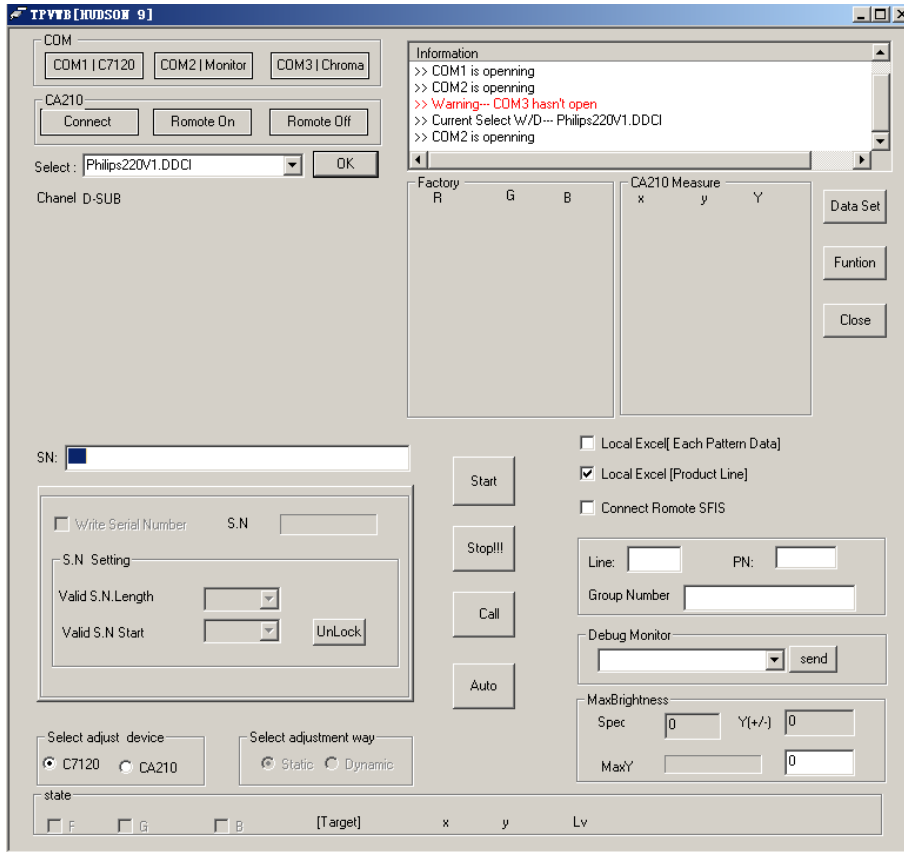 TPVWB[HUDSON 9]
COM
COM1 | C7120 COM2 | Monitor COM3 | Chroma
CA210
Connect Romote On Romote Off
Select : Philips220V1.DDCI OK
Chanel D-SUB
Information
>> COM1 is openning
>> COM2 is openning
>> Warning--- COM3 hasn't open
>> Current Select W/D--- Philips220V1.DDCI
>> COM2 is openning
Factory
R G B
CA210 Measure
x y Y
Data Set
Funtion
Close
SN:
Write Serial Number S.N
S.N Setting
Valid S.N.Length
Valid S.N Start UnLock
Start
Stop!!!
Call
Auto
Local Excel[ Each Pattern Data]
Local Excel [Product Line]
Connect Romote SFIS
Line: PN:
Group Number
Debug Monitor
send
MaxBrightness
Spec 0 Y(+/-) 0
MaxY 0
Select adjust device
C7120 CA210
Select adjustment way
Static Dynamic
state
F G B [Target] x y Lv